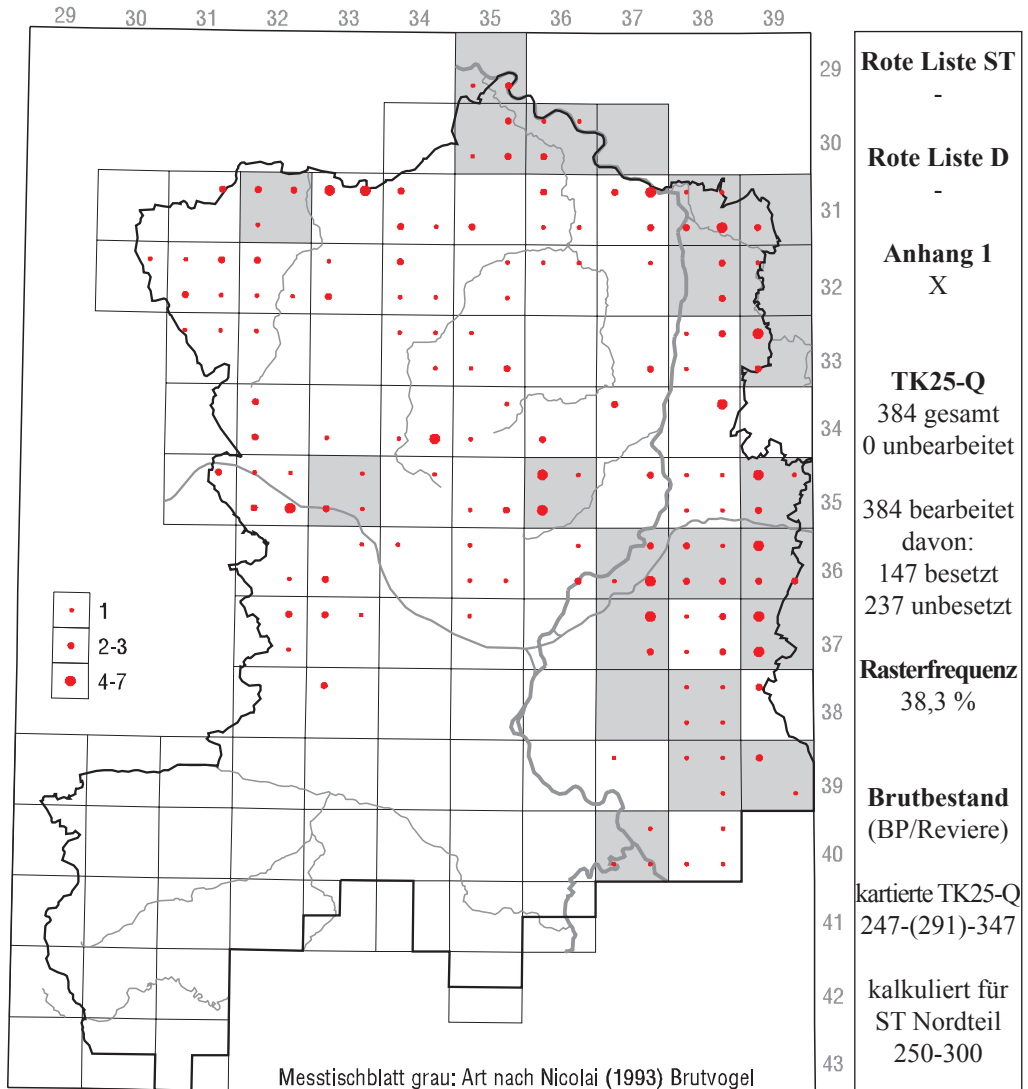 29 30 31 32 33 34 35 36 37 38 39
29
30
31
32
33
34
35
36
37
38
39
40
41
42
43
1
2-3
4-7
Messtischblatt grau: Art nach Nicolai (1993) Brutvogel
Rote Liste ST
-
Rote Liste D
-
Anhang 1
X
TK25-Q
384 gesamt
0 unbearbeitet
384 bearbeitet
davon:
147 besetzt
237 unbesetzt
Rasterfrequenz
38,3 %
Brutbestand
(BP/Reviere)
kartierte TK25-Q
247-(291)-347
kalkuliert für
ST Nordteil
250-300